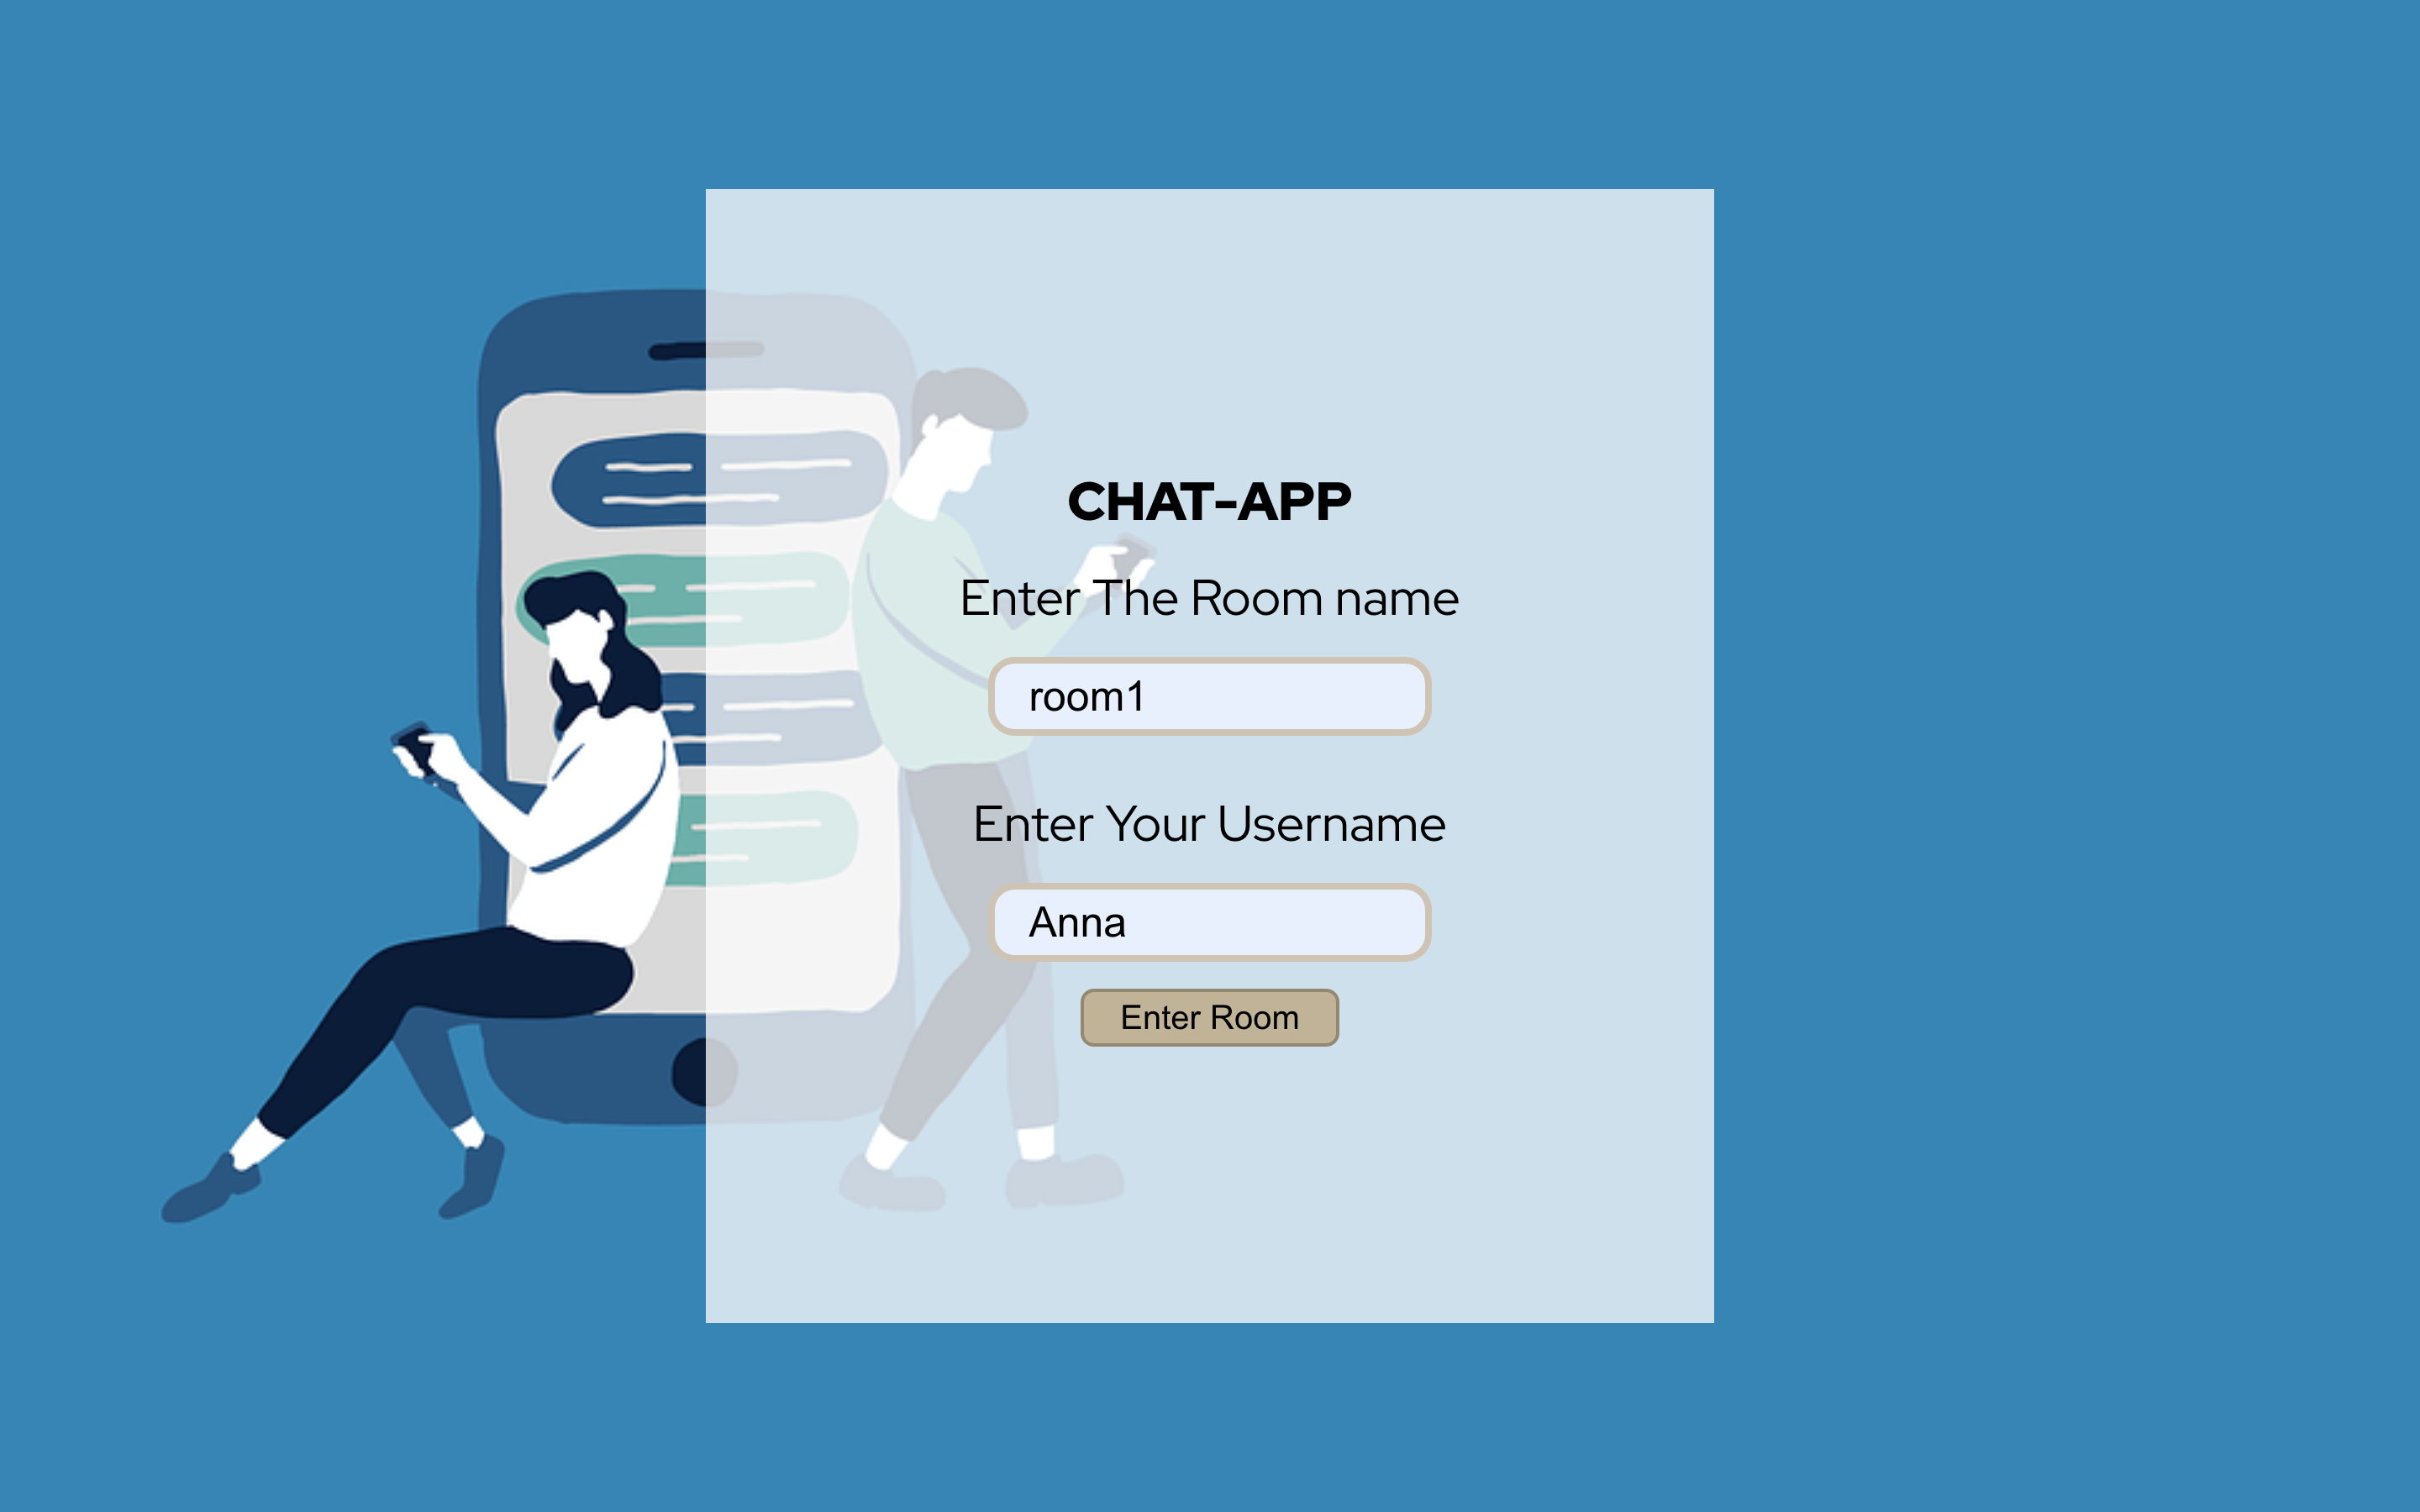 CHAT-APP
Enter The Room name
room1
Enter Your Username
Anna
Enter Room